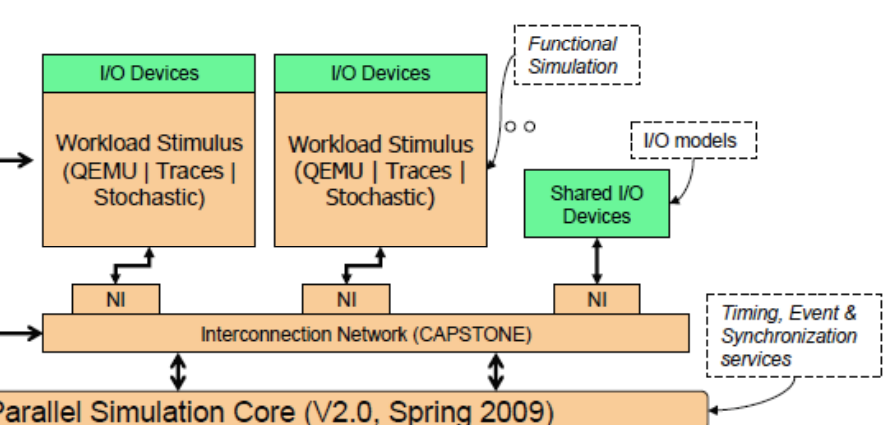 Functional
Simulation
I/O Devices
I/O Devices
Workload Stimulus
(QEMU | Traces |
Stochastic)
Workload Stimulus
(QEMU | Traces |
Stochastic)
I/O models
Shared I/O
Devices
NI
NI
NI
Interconnection Network (CAPSTONE)
Timing, Event &
Synchronization
services
Parallel Simulation Core (V2.0, Spring 2009)